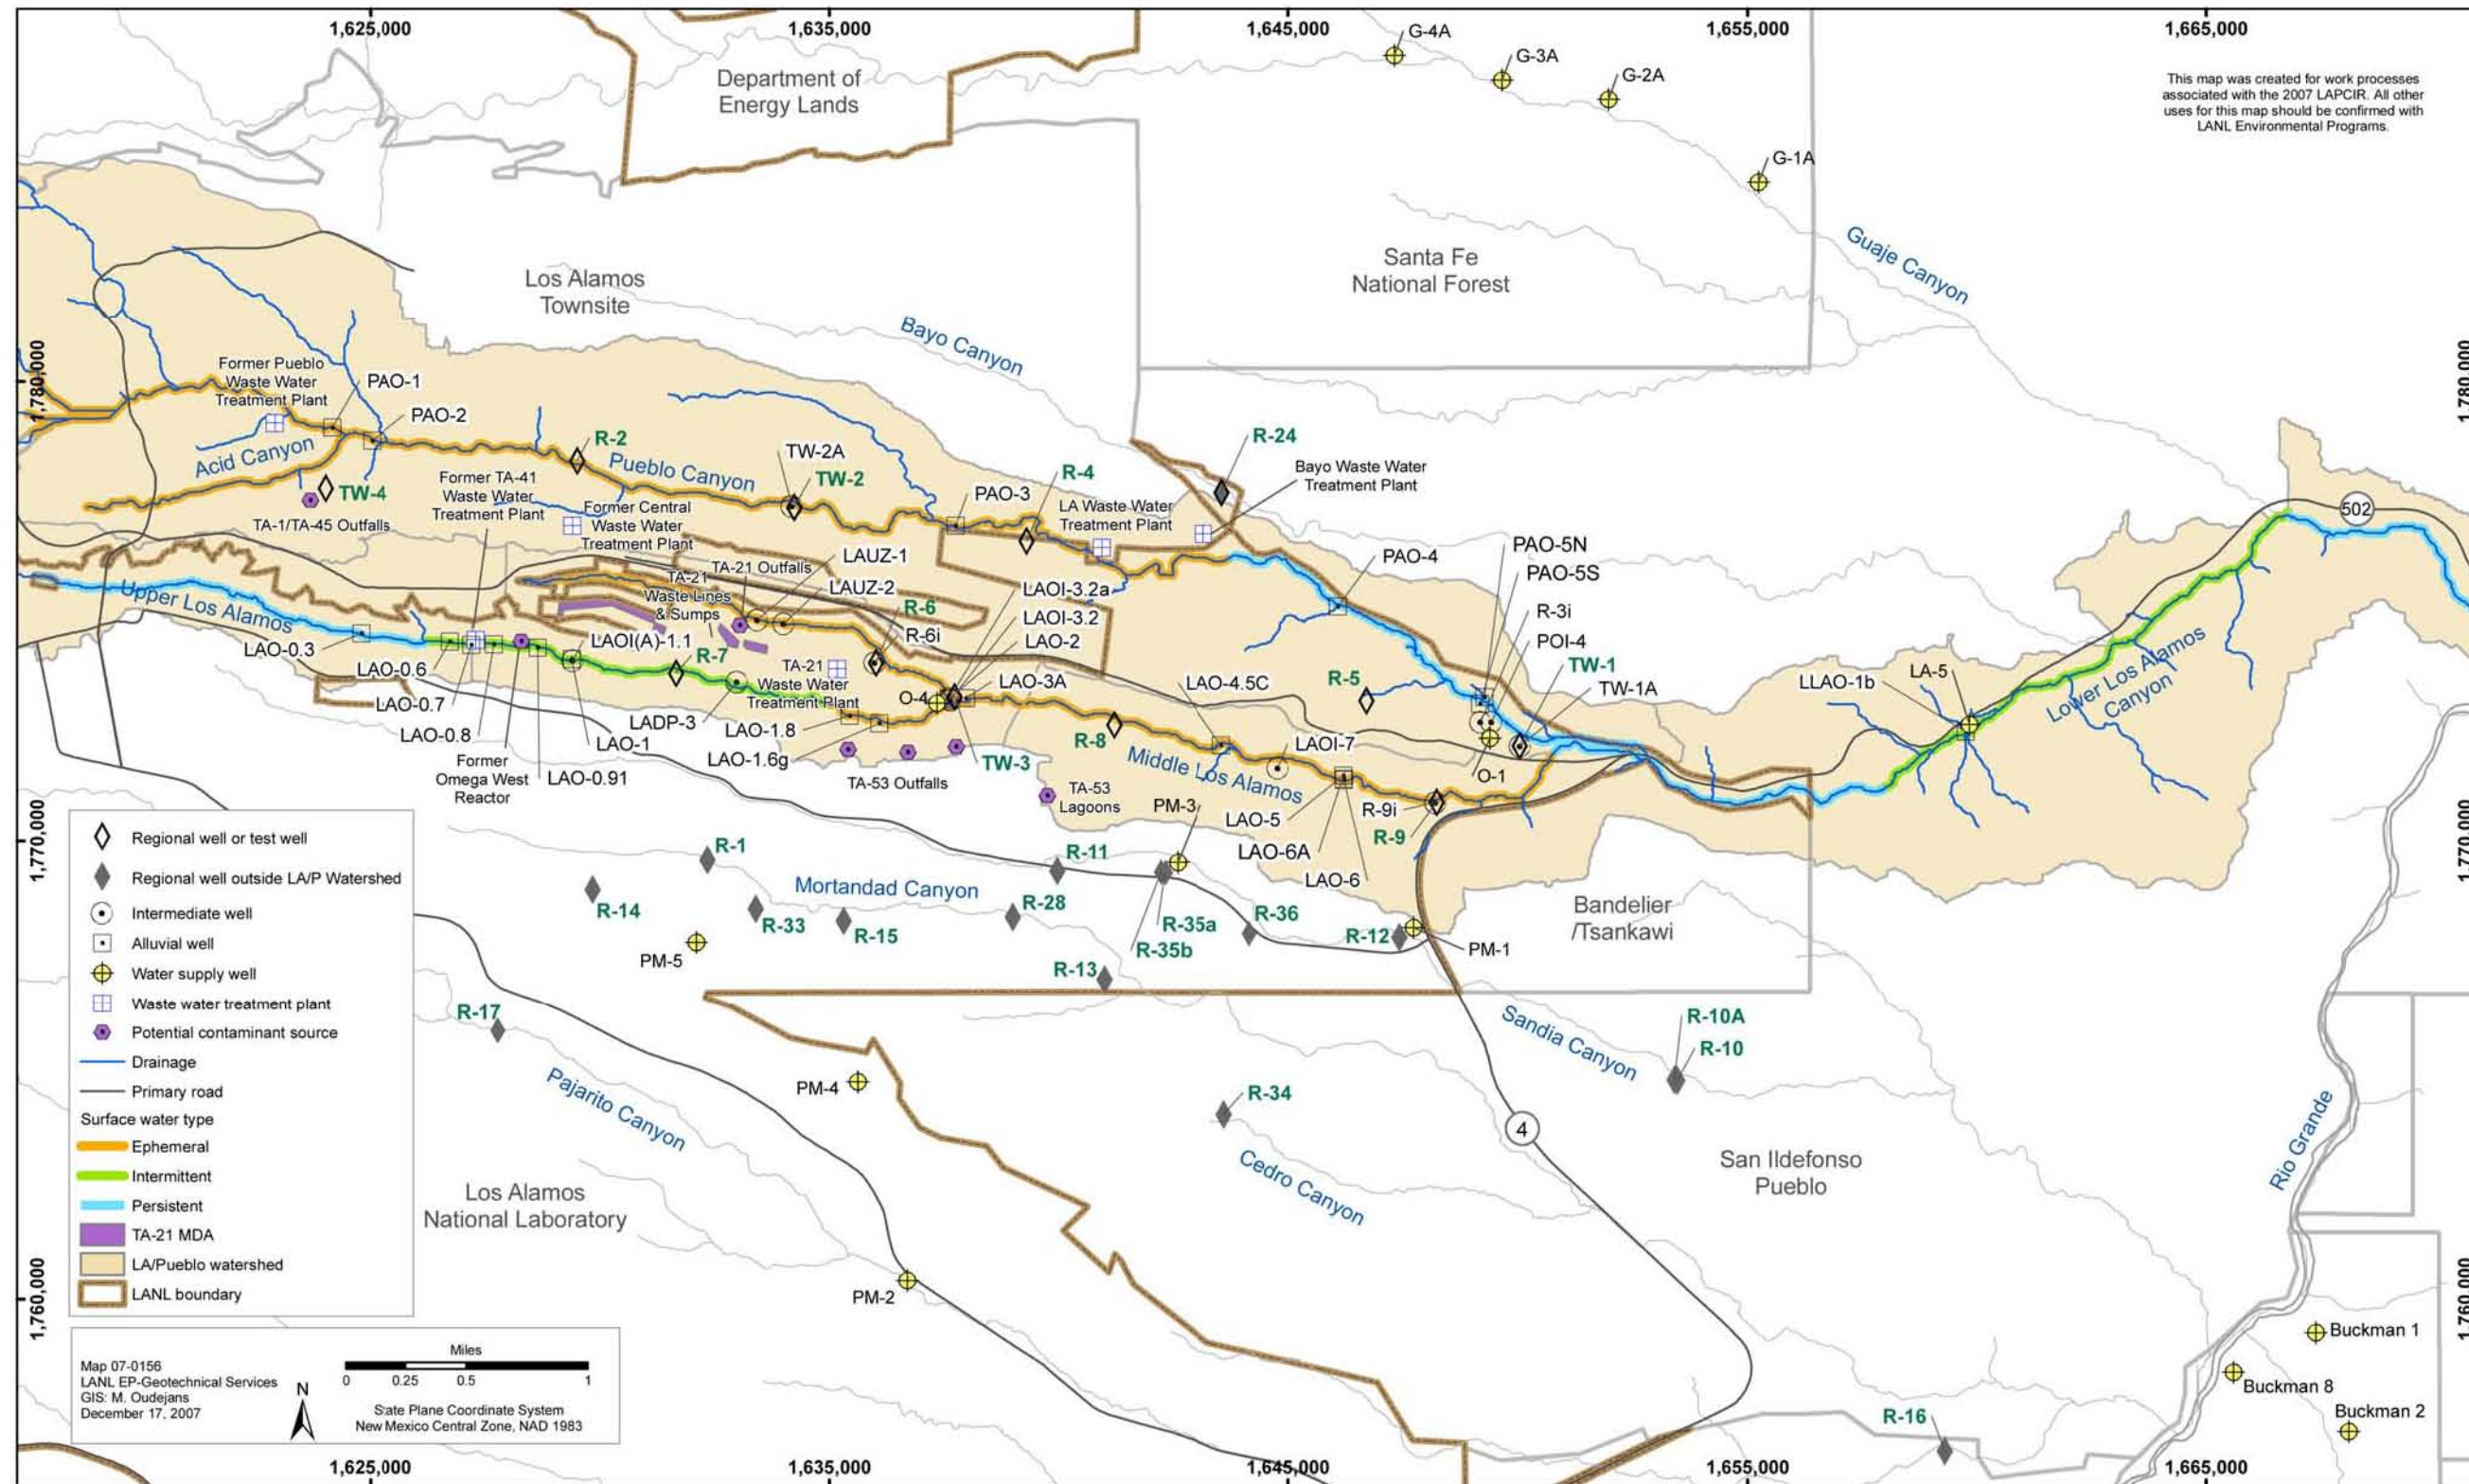 1,625,000
1,635,000
1,645,000
1,655,000
1,665,000
G-4A
G-3A
G-2A
G-1A
Department of
Energy Lands
This map was created for work processes
associated with the 2007 LAPCIR. All other
uses for this map should be confirmed with
LANL Environmental Programs.
Los Alamos
Townsite
Santa Fe
National Forest
Guaje Canyon
Bayo Canyon
1,780,000
1,780,000
Former Pueblo
Waste Water
Treatment Plant
PAO-1
PAO-2
Acid Canyon
R-2
Pueblo Canyon
TW-2A
TW-2
TW-4
TA-1/TA-45 Outfalls
Former TA-41
Waste Water
Treatment Plant
Former Central
Waste Water
Treatment Plant
PAO-3
R-4
LA Waste Water
Treatment Plant
R-24
Bayo Waste Water
Treatment Plant
502
PAO-4
PAO-5N
PAO-5S
R-3i
POI-4
TW-1
TW-1A
R-5
O-1
LAUZ-1
LAUZ-2
TA-21 Outfalls
TA-21
Waste Lines
& Sumps
R-6
R-6i
LAOI-3.2a
LAOI-3.2
LAO-2
LAO-3A
O-4
TW-3
Upper Los Alamos
LAO-0.3
LAO-0.6
LAO-0.7
LAO-0.8
Former
Omega West
Reactor
LAO-0.91
LAO-1
LAOI(A)-1.1
R-7
LADP-3
TA-21
Waste Water
Treatment Plant
LAO-1.8
LAO-1.6g
TA-53 Outfalls
TA-53
Lagoons
R-8
Middle Los Alamos
LAO-4.5C
LAOI-7
LAO-5
LAO-6A
LAO-6
R-9i
R-9
LLAO-1b
LA-5
Lower Los Alamos
Canyon
1,770,000
1,770,000
PM-3
R-1
R-11
Mortandad Canyon
R-14
R-33
R-15
R-28
R-35a
R-35b
R-36
R-12
PM-1
R-13
PM-5
R-17
Bandelier
/Tsankawi
Sandia Canyon
R-10A
R-10
Pajarito Canyon
PM-4
R-34
Cedro Canyon
4
San Ildefonso
Pueblo
Rio Grande
Los Alamos
National Laboratory
PM-2
1,760,000
1,760,000
Buckman 1
Buckman 8
Buckman 2
R-16
Regional well or test well
Regional well outside LA/P Watershed
Intermediate well
Alluvial well
Water supply well
Waste water treatment plant
Potential contaminant source
Drainage
Primary road
Surface water type
Ephemeral
Intermittent
Persistent
TA-21 MDA
LA/Pueblo watershed
LANL boundary
Map 07-0156
LANL EP-Geotechnical Services
GIS: M. Oudejans
December 17, 2007
N
Miles
0 0.25 0.5 1
State Plane Coordinate System
New Mexico Central Zone, NAD 1983
1,625,000
1,635,000
1,645,000
1,655,000
1,665,000